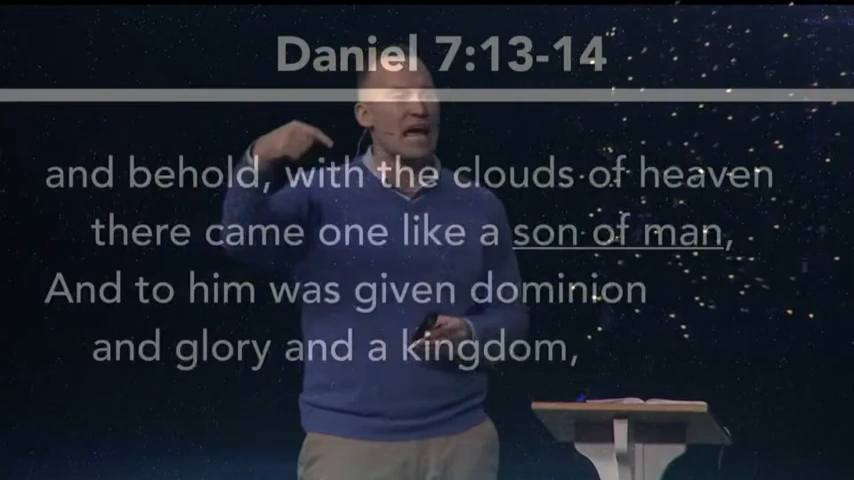 Daniel 7:13-14
and behold, with the clouds of heaven
there came one like a son of man,
And to him was given dominion
and glory and a kingdom,